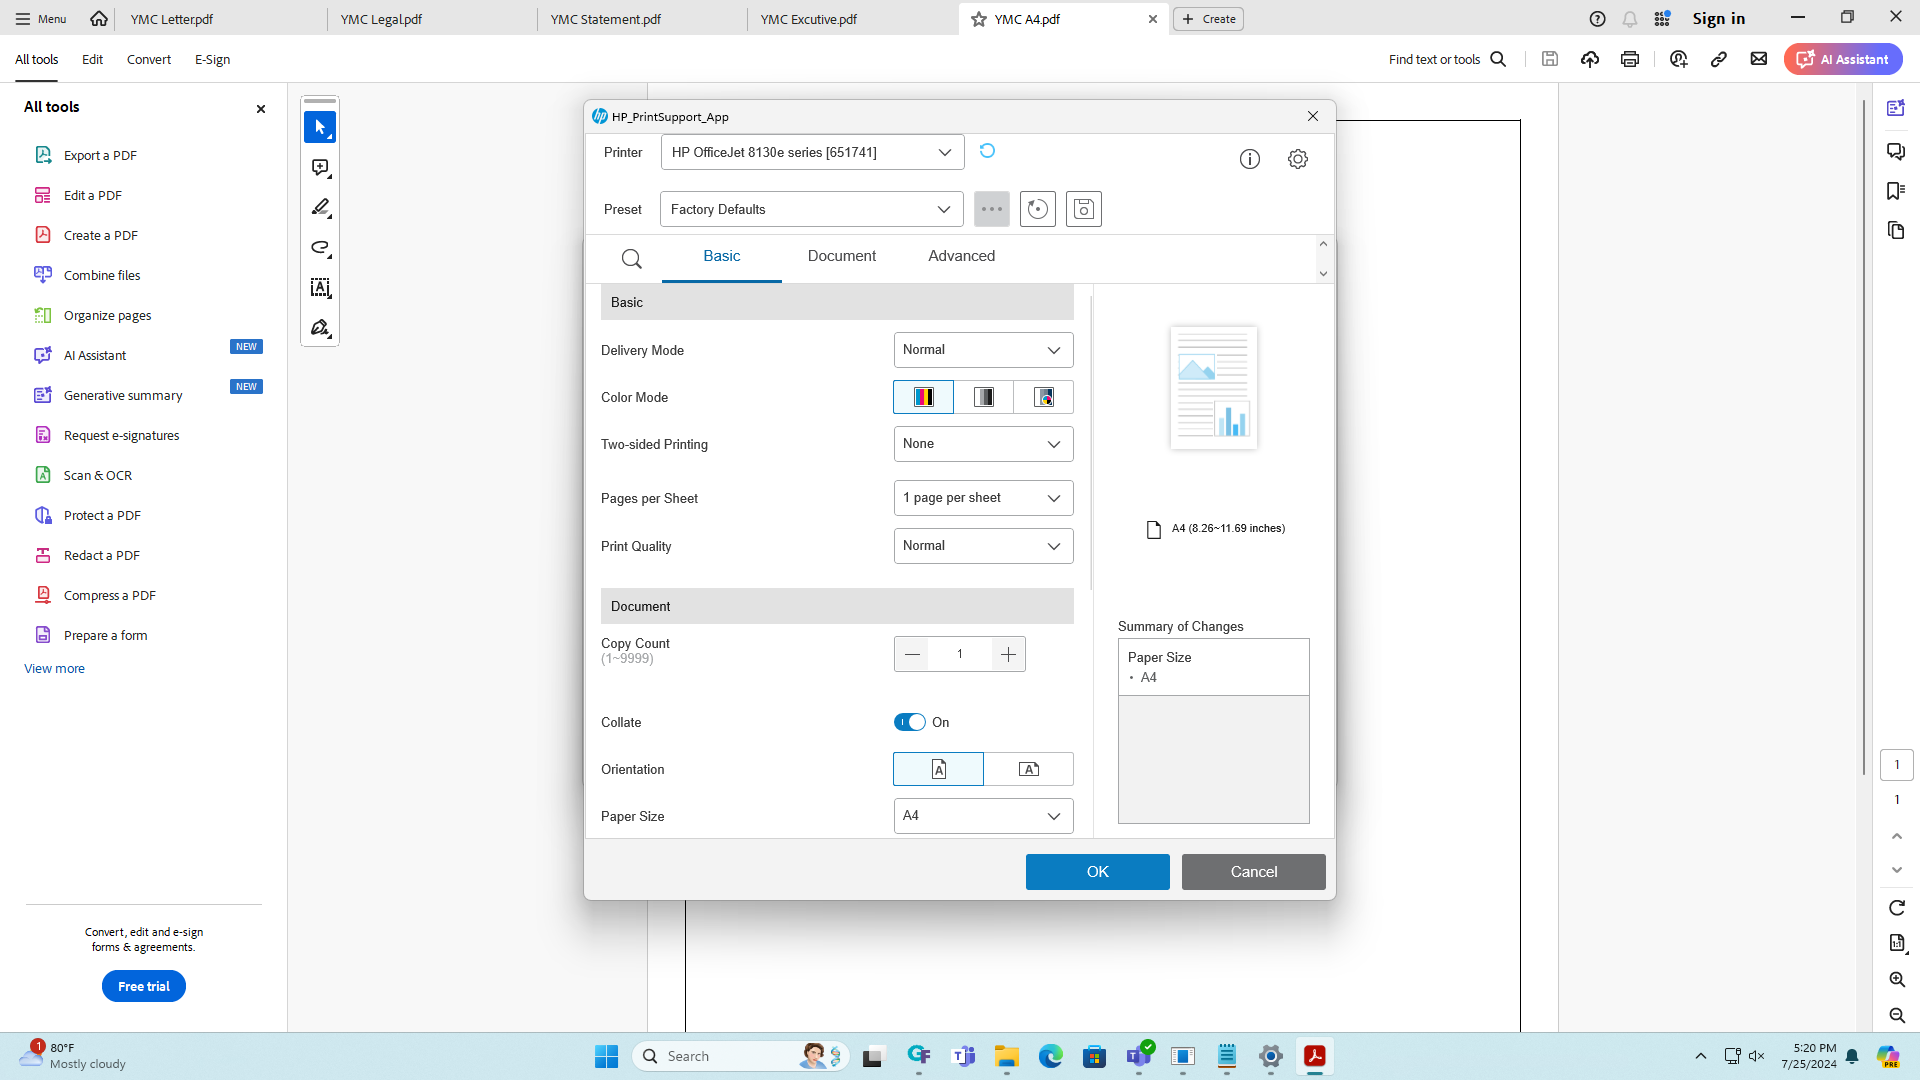 Menu
YMC Letter.pdf
YMC Legal.pdf
YMC Statement.pdf
YMC Excutive.pdf
YMC A4.pdf
Create
Sign in
All tools
Edit
Convert
E-Sign
Find text or tools
AI Assistant
All tools
Export a PDF
Edit a PDF
Create a PDF
Combine files
Organize pages
AI Assistant
NEW
Generative summary
NEW
Request e-signatures
Scan & OCR
Protect a PDF
Redact a PDF
Compress a PDF
Prepare a form
View more
Convert, edit and e-sign
forms & agreements.
Free trial
HP_PrintSupport_App
Printer
HP OfficeJet 8130e series [651741]
Preset
Factory Defaults
Basic
Document
Advanced
Basic
Delivery Mode
Normal
Color Mode
Two-sided Printing
None
Pages per Sheet
1 page per sheet
Print Quality
Normal
Document
Copy Count
(1~9999)
1
Collate
On
Orientation
Paper Size
A4
A4 (8.26~11.69 inches)
Summary of Changes
Paper Size
• A4
OK
Cancel
1
1
1
80°F
Mostly cloudy
Search
5:20 PM
7/25/2024
PRE